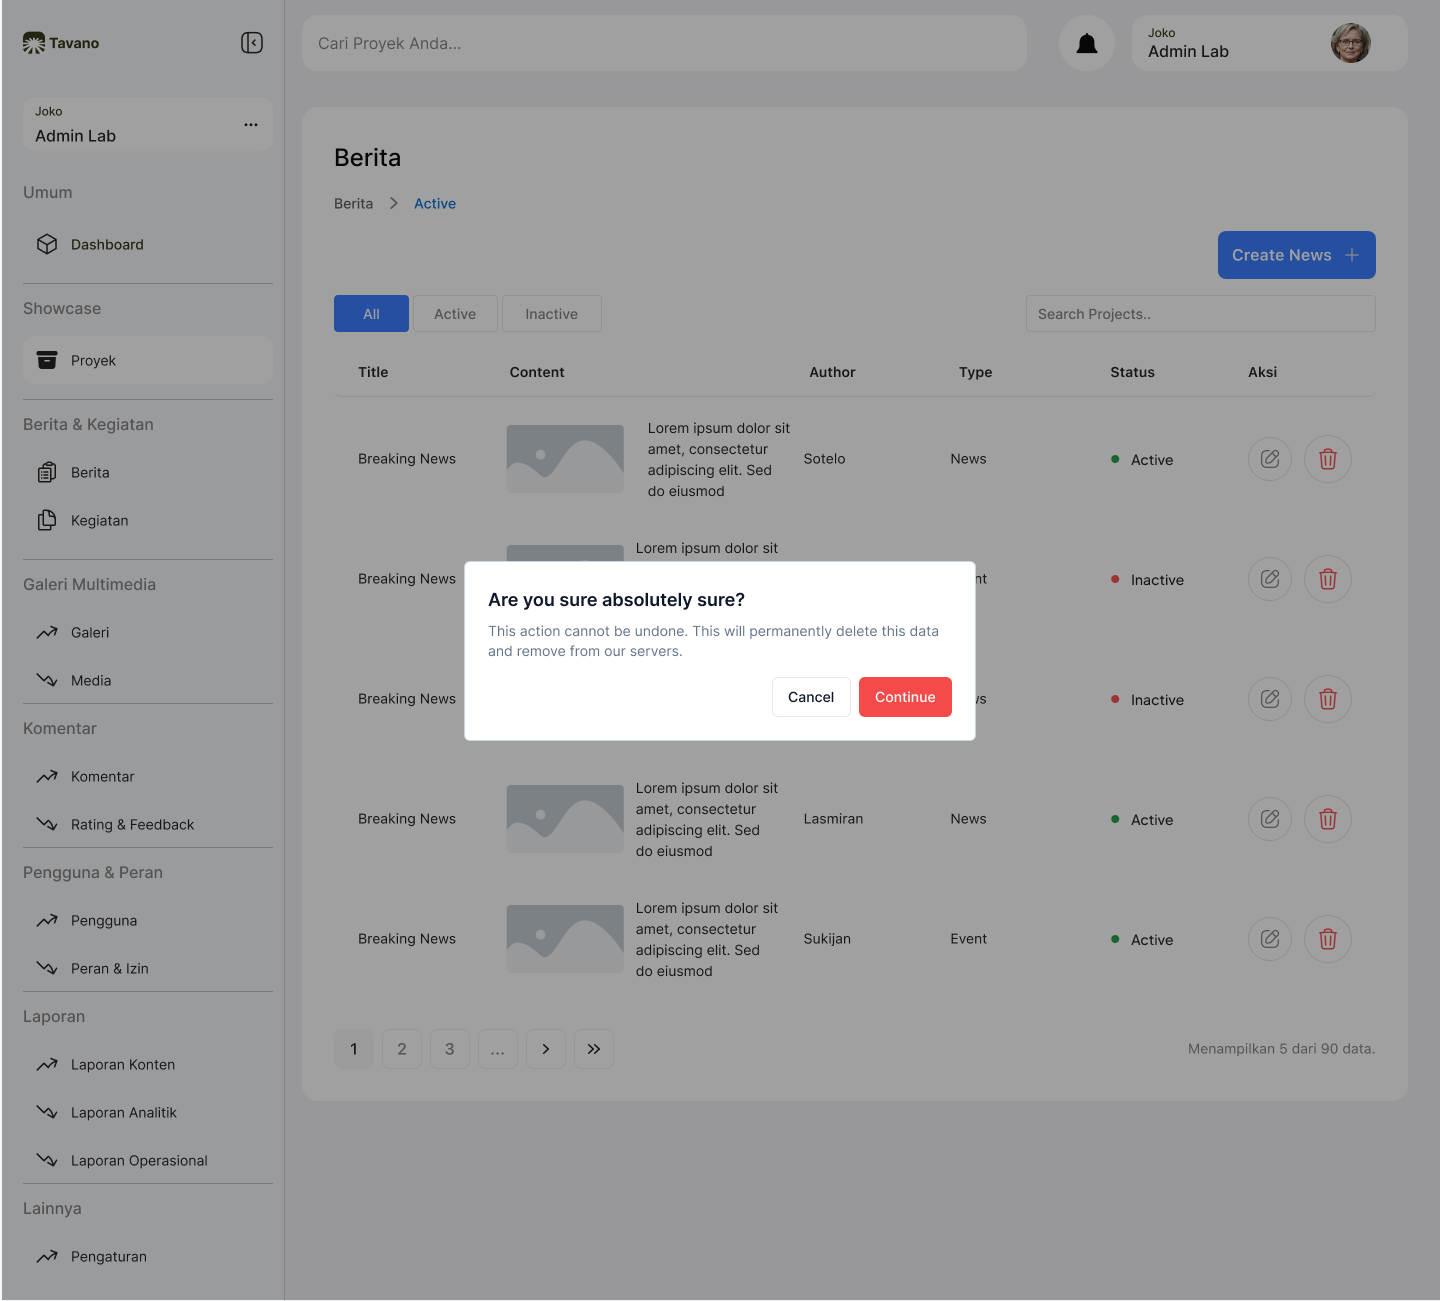 Tavano
Joko
Admin Lab
Umum
Dashboard
Showcase
Proyek
Berita & Kegiatan
Berita
Kegiatan
Galeri Multimedia
Galeri
Media
Komentar
Komentar
Rating & Feedback
Pengguna & Peran
Pengguna
Peran & Izin
Laporan
Laporan Konten
Laporan Analitik
Laporan Operasional
Lainnya
Pengaturan
Cari Proyek Anda...
Joko
Admin Lab
Berita
Berita > Active
Create News +
All Active Inactive
Search Projects..
Title Content Author Type Status Aksi
Breaking News
Lorem ipsum dolor sit
amet, consectetur
adipiscing elit. Sed
do eiusmod
Sotelo News Active
Breaking News
Lorem ipsum dolor sit
Inactive
Breaking News
Inactive
Are you sure absolutely sure?
This action cannot be undone. This will permanently delete this data
and remove from our servers.
Cancel Continue
Breaking News
Lorem ipsum dolor sit
amet, consectetur
adipiscing elit. Sed
do eiusmod
Lasmiran News Active
Breaking News
Lorem ipsum dolor sit
amet, consectetur
adipiscing elit. Sed
do eiusmod
Sukijan Event Active
1 2 3 ...
Menampilkan 5 dari 90 data.